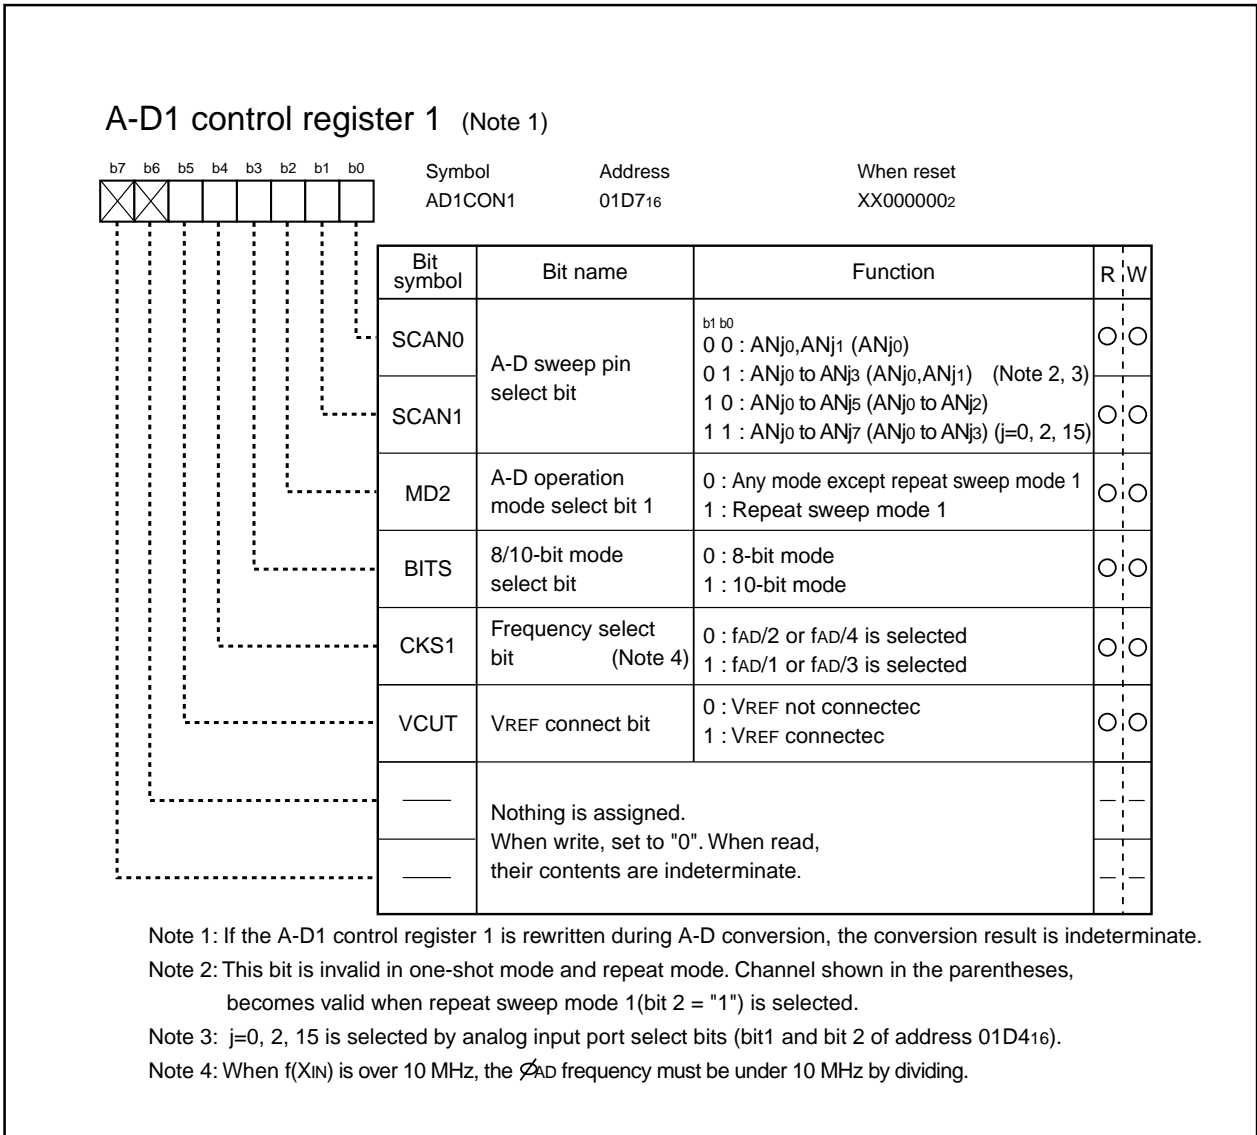 A-D1 control register 1 (Note 1)
b7 b6 b5 b4 b3 b2 b1 b0
Symbol Address When reset
AD1CON1 01D716 XX0000002
Bit symbol Bit name Function R W
SCAN0
SCAN1
A-D sweep pin
select bit
b1 b0
0 0 : ANj0,ANj1 (ANj0)
0 1 : ANj0 to ANj3 (ANj0,ANj1) (Note 2, 3)
1 0 : ANj0 to ANj5 (ANj0 to ANj2)
1 1 : ANj0 to ANj7 (ANj0 to ANj3) (j=0, 2, 15)
MD2
A-D operation
mode select bit 1
0 : Any mode except repeat sweep mode 1
1 : Repeat sweep mode 1
BITS
8/10-bit mode
select bit
0 : 8-bit mode
1 : 10-bit mode
CKS1
Frequency select
bit (Note 4)
0 : fAD/2 or fAD/4 is selected
1 : fAD/1 or fAD/3 is selected
VCUT
VREF connect bit
0 : VREF not connectec
1 : VREF connectec
Nothing is assigned.
When write, set to "0". When read,
their contents are indeterminate.
Note 1: If the A-D1 control register 1 is rewritten during A-D conversion, the conversion result is indeterminate.
Note 2: This bit is invalid in one-shot mode and repeat mode. Channel shown in the parentheses,
becomes valid when repeat sweep mode 1(bit 2 = "1") is selected.
Note 3: j=0, 2, 15 is selected by analog input port select bits (bit1 and bit 2 of address 01D416).
Note 4: When f(XIN) is over 10 MHz, the ØAD frequency must be under 10 MHz by dividing.